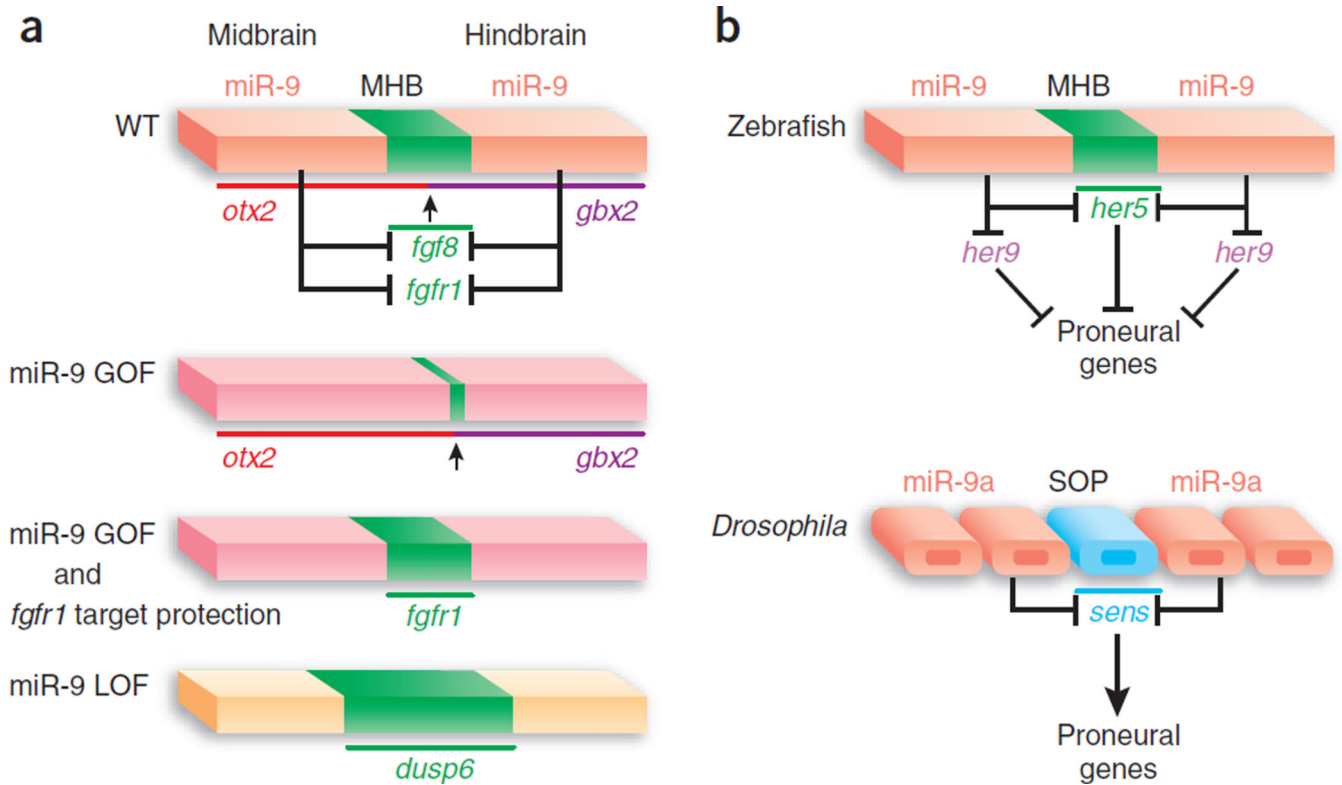 a
Midbrain Hindbrain
miR-9 MHB miR-9
WT
otx2 gbx2
fgf8
fgfr1
miR-9 GOF
otx2 gbx2
miR-9 GOF
and
fgfr1 target protection
fgfr1
miR-9 LOF
dusp6
b
miR-9 MHB miR-9
Zebrafish
her5
her9 her9
Proneural
genes
miR-9a SOP miR-9a
Drosophila
sens
Proneural
genes